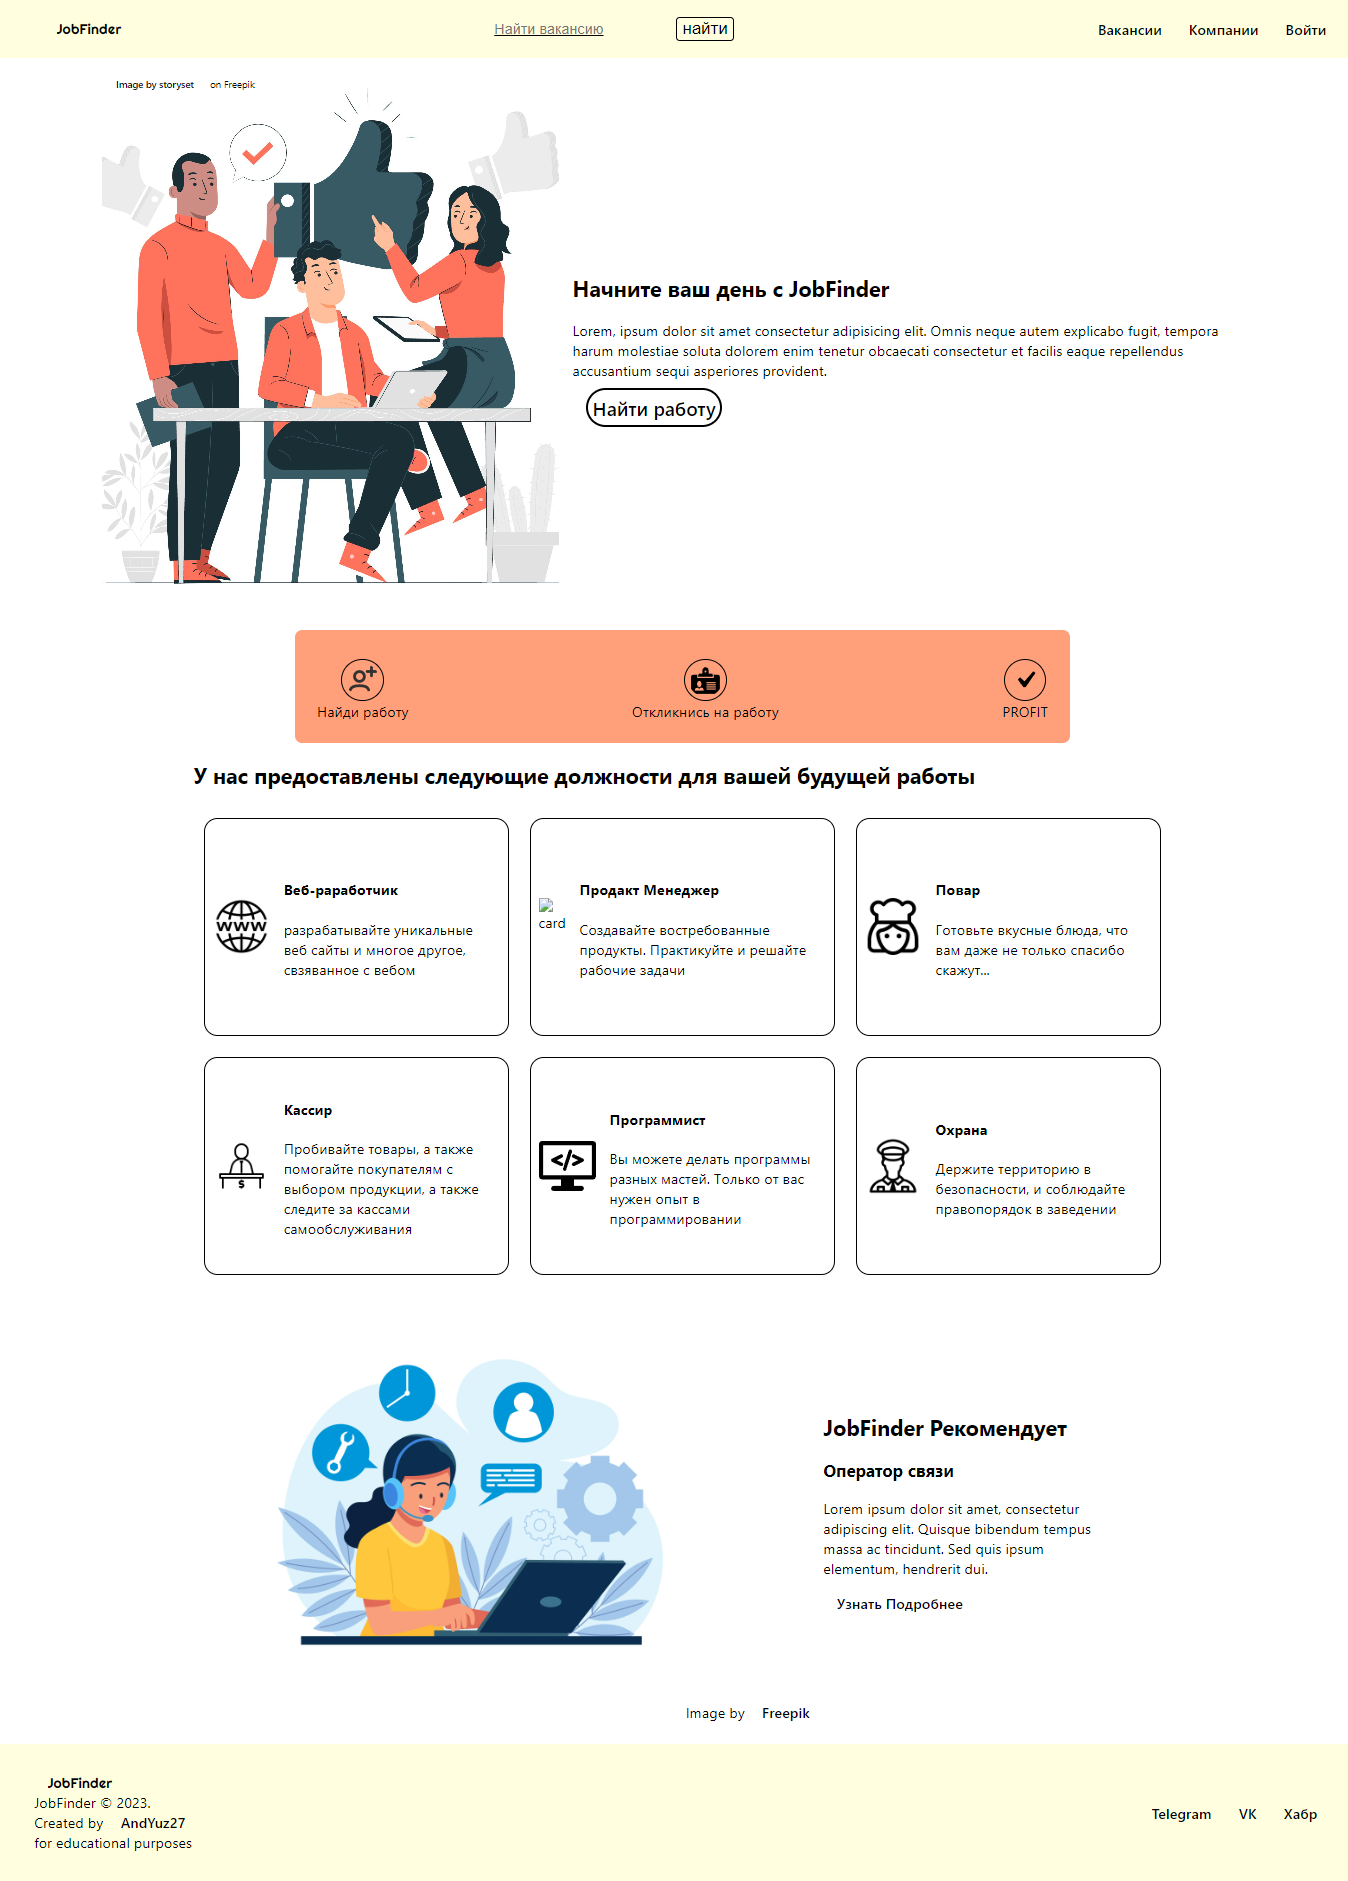 JobFinder
Найти вакансию
найти
Вакансии Компании Войти
Image by storyset on Freepik
Начните ваш день с JobFinder
Lorem, ipsum dolor sit amet consectetur adipisicing elit. Omnis neque autem explicabo fugit, tempora
harum molestiae soluta dolorem enim tenetur obcaecati consectetur et facilis eaque repellendus
accusantium sequi asperiores provident.
Найти работу
Найди работу
Откликнись на работу
PROFIT
У нас предоставлены следующие должности для вашей будущей работы
WWW
Веб-раработчик
разрабатывайте уникальные
веб сайты и многое другое,
свзяванное с вебом
card
Продакт Менеджер
Создавайте востребованные
продукты. Практикуйте и решайте
рабочие задачи
Повар
Готовьте вкусные блюда, что
вам даже не только спасибо
скажут...
$
Кассир
Пробивайте товары, а также
помогайте покупателям с
выбором продукции, а также
следите за кассами
самообслуживания
</>
Программист
Вы можете делать программы
разных мастей. Только от вас
нужен опыт в
программировании
Охрана
Держите территорию в
безопасности, и соблюдайте
правопорядок в заведении
JobFinder Рекомендует
Оператор связи
Lorem ipsum dolor sit amet, consectetur
adipiscing elit. Quisque bibendum tempus
massa ac tincidunt. Sed quis ipsum
elementum, hendrerit dui.
Узнать Подробнее
Image by Freepik
JobFinder
JobFinder © 2023.
Created by AndYuz27
for educational purposes
Telegram VK Хабр